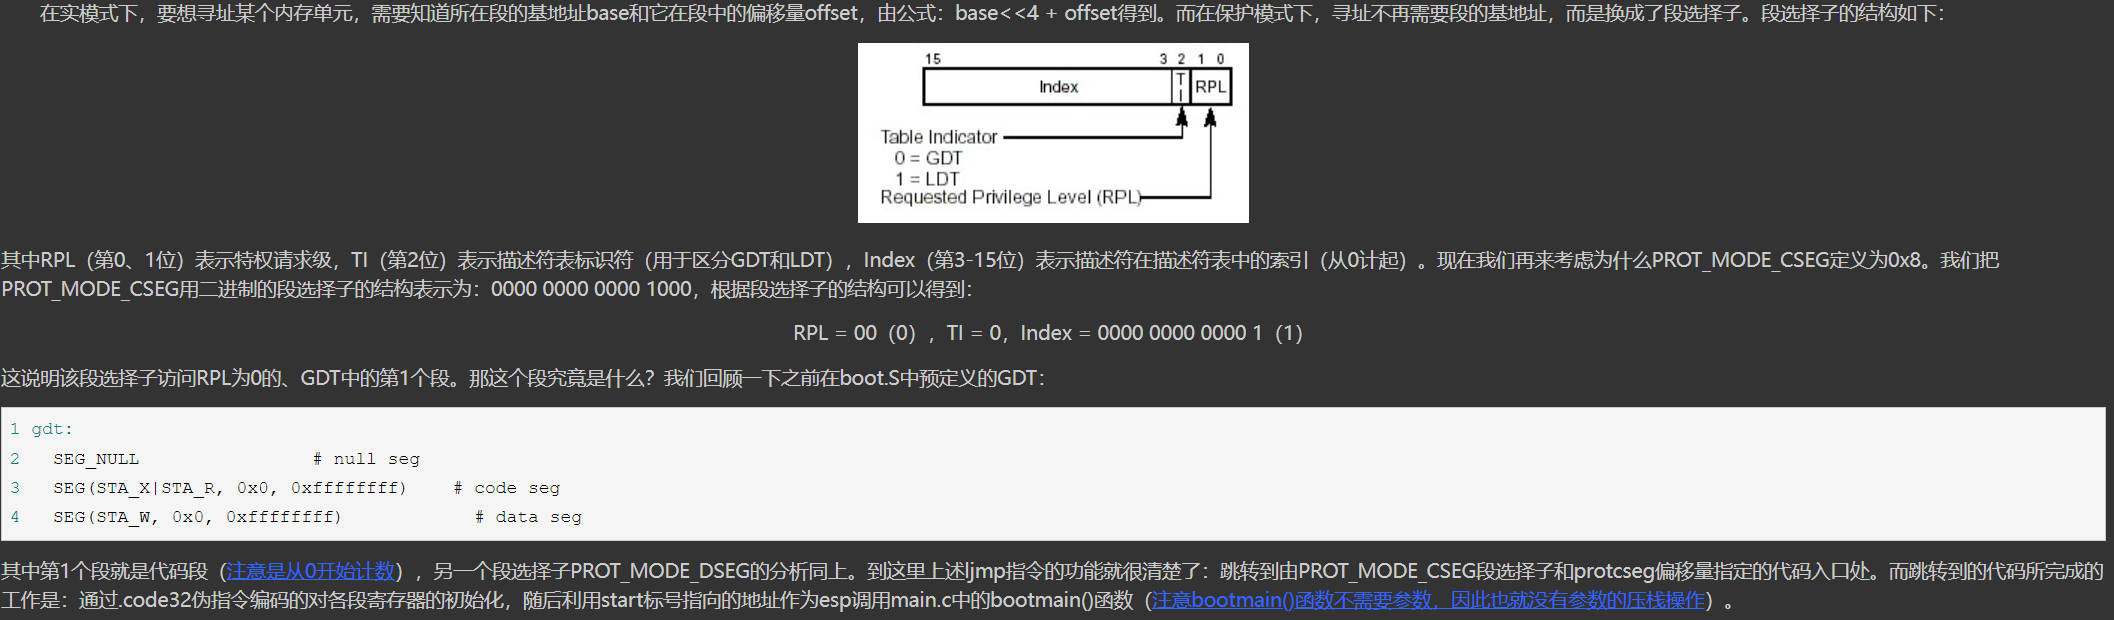 在实模式下，要想寻址某个内存单元，需要知道所在段的基地址base和它在段中的偏移量offset，由公式：base<<4 + offset得到。而在保护模式下，寻址不再需要段的基地址，而是换成了段选择子。段选择子的结构如下：
15 3 2 1 0
Index TI RPL
Table Indicator
0 = GDT
1 = LDT
Requested Privilege Level (RPL)
其中RPL（第0、1位）表示特权请求级，TI（第2位）表示描述符表标识符（用于区分GDT和LDT），Index（第3-15位）表示描述符在描述符表中的索引（从0计起）。现在我们再来考虑为什么PROT_MODE_CSEG定义为0x8。我们把
PROT_MODE_CSEG用二进制的段选择子的结构表示为：0000 0000 0000 1000，根据段选择子的结构可以得到：
RPL = 00（0），TI = 0，Index = 0000 0000 0000 1（1）
这说明该段选择子访问RPL为0的、GDT中的第1个段。那这个段究竟是什么？我们回顾一下之前在boot.S中预定义的GDT：
1 gdt:
2 SEG_NULL # null seg
3 SEG(STA_X|STA_R, 0x0, 0xffffffff) # code seg
4 SEG(STA_W, 0x0, 0xffffffff) # data seg
其中第1个段就是代码段（注意是从0开始计数），另一个段选择子PROT_MODE_DSEG的分析同上。到这里上述ljmp指令的功能就很清楚了：跳转到由PROT_MODE_CSEG段选择子和protcseg偏移量指定的代码入口处。而跳转到的代码所完成的
工作是：通过.code32伪指令编码的对各段寄存器的初始化，随后利用start标号指向的地址作为esp调用main.c中的bootmain()函数（注意bootmain()函数不需要参数，因此也就没有参数的压栈操作）。